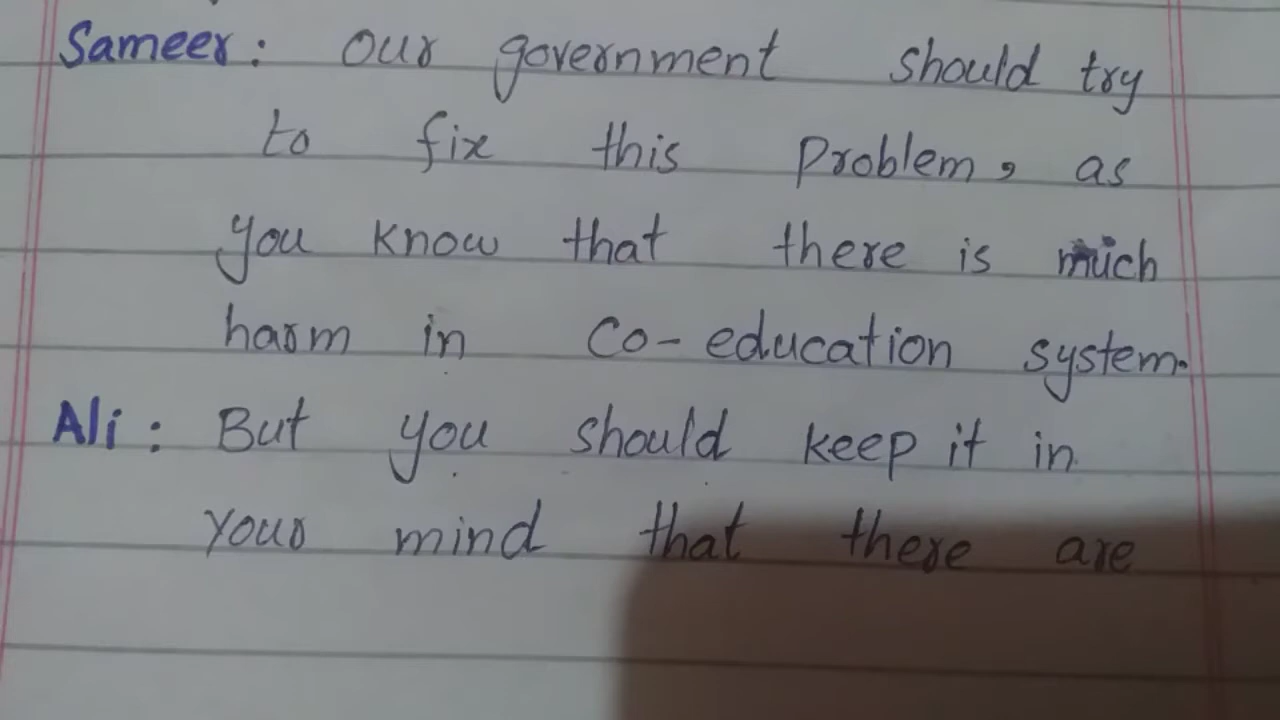 Sameer: Our government should try
to fix this problem, as
you know that there is much
harm in co-education system.
Ali: But you should keep it in
your mind that there are